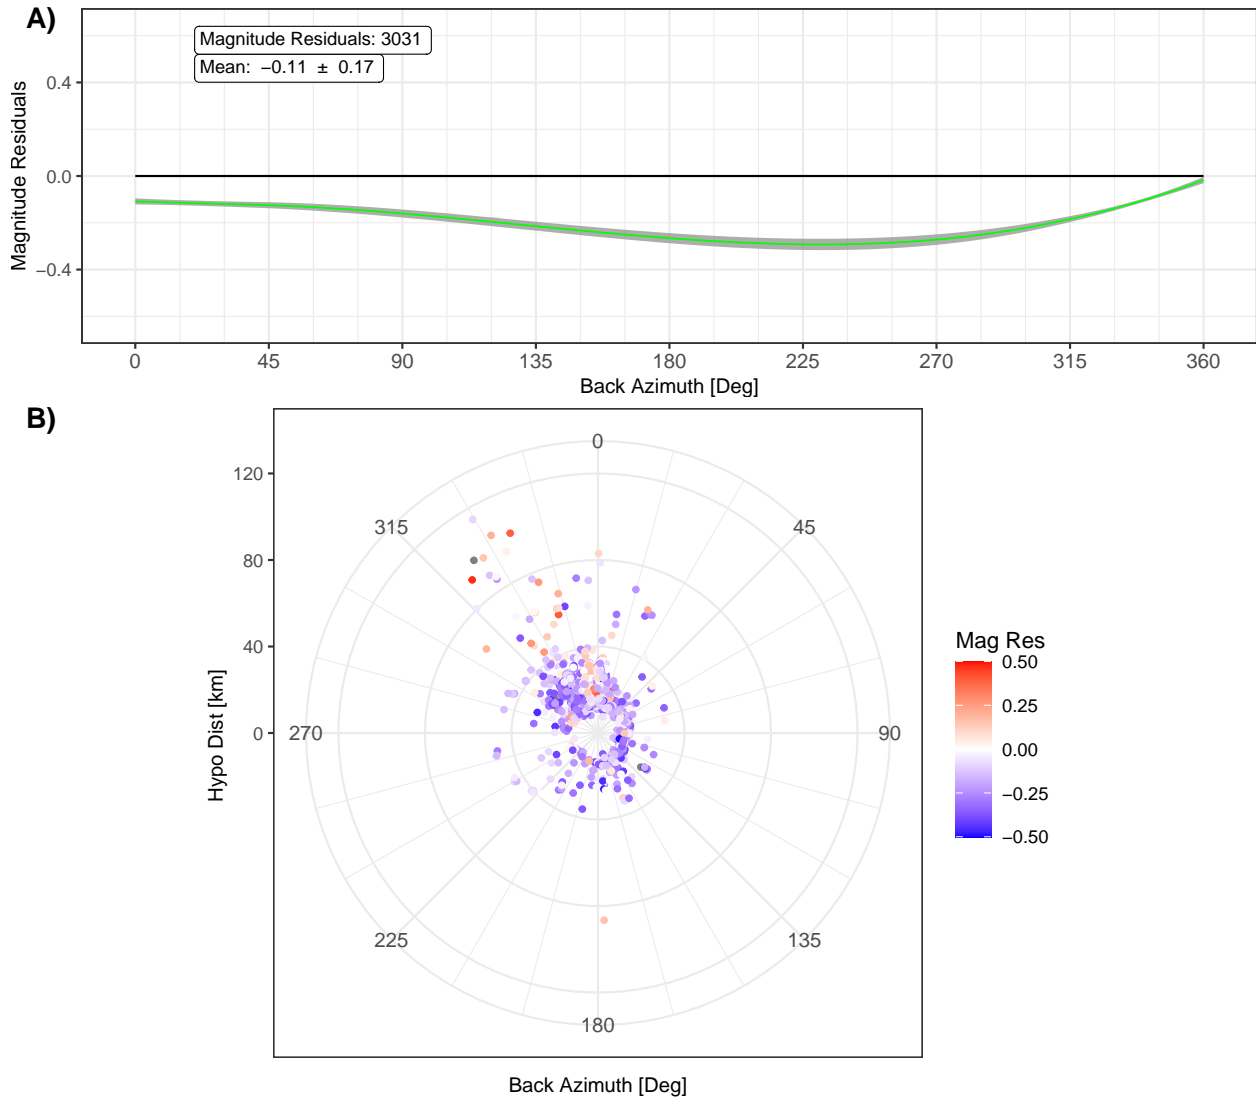 A)
Magnitude Residuals: 3031
Mean: −0.11 ± 0.17
0.4
0.0
−0.4
Magnitude Residuals
0 45 90 135 180 225 270 315 360
Back Azimuth [Deg]
B)
0
45
90
135
180
225
270
315
120
80
40
0
Hypo Dist [km]
Back Azimuth [Deg]
Mag Res
0.50
0.25
0.00
−0.25
−0.50